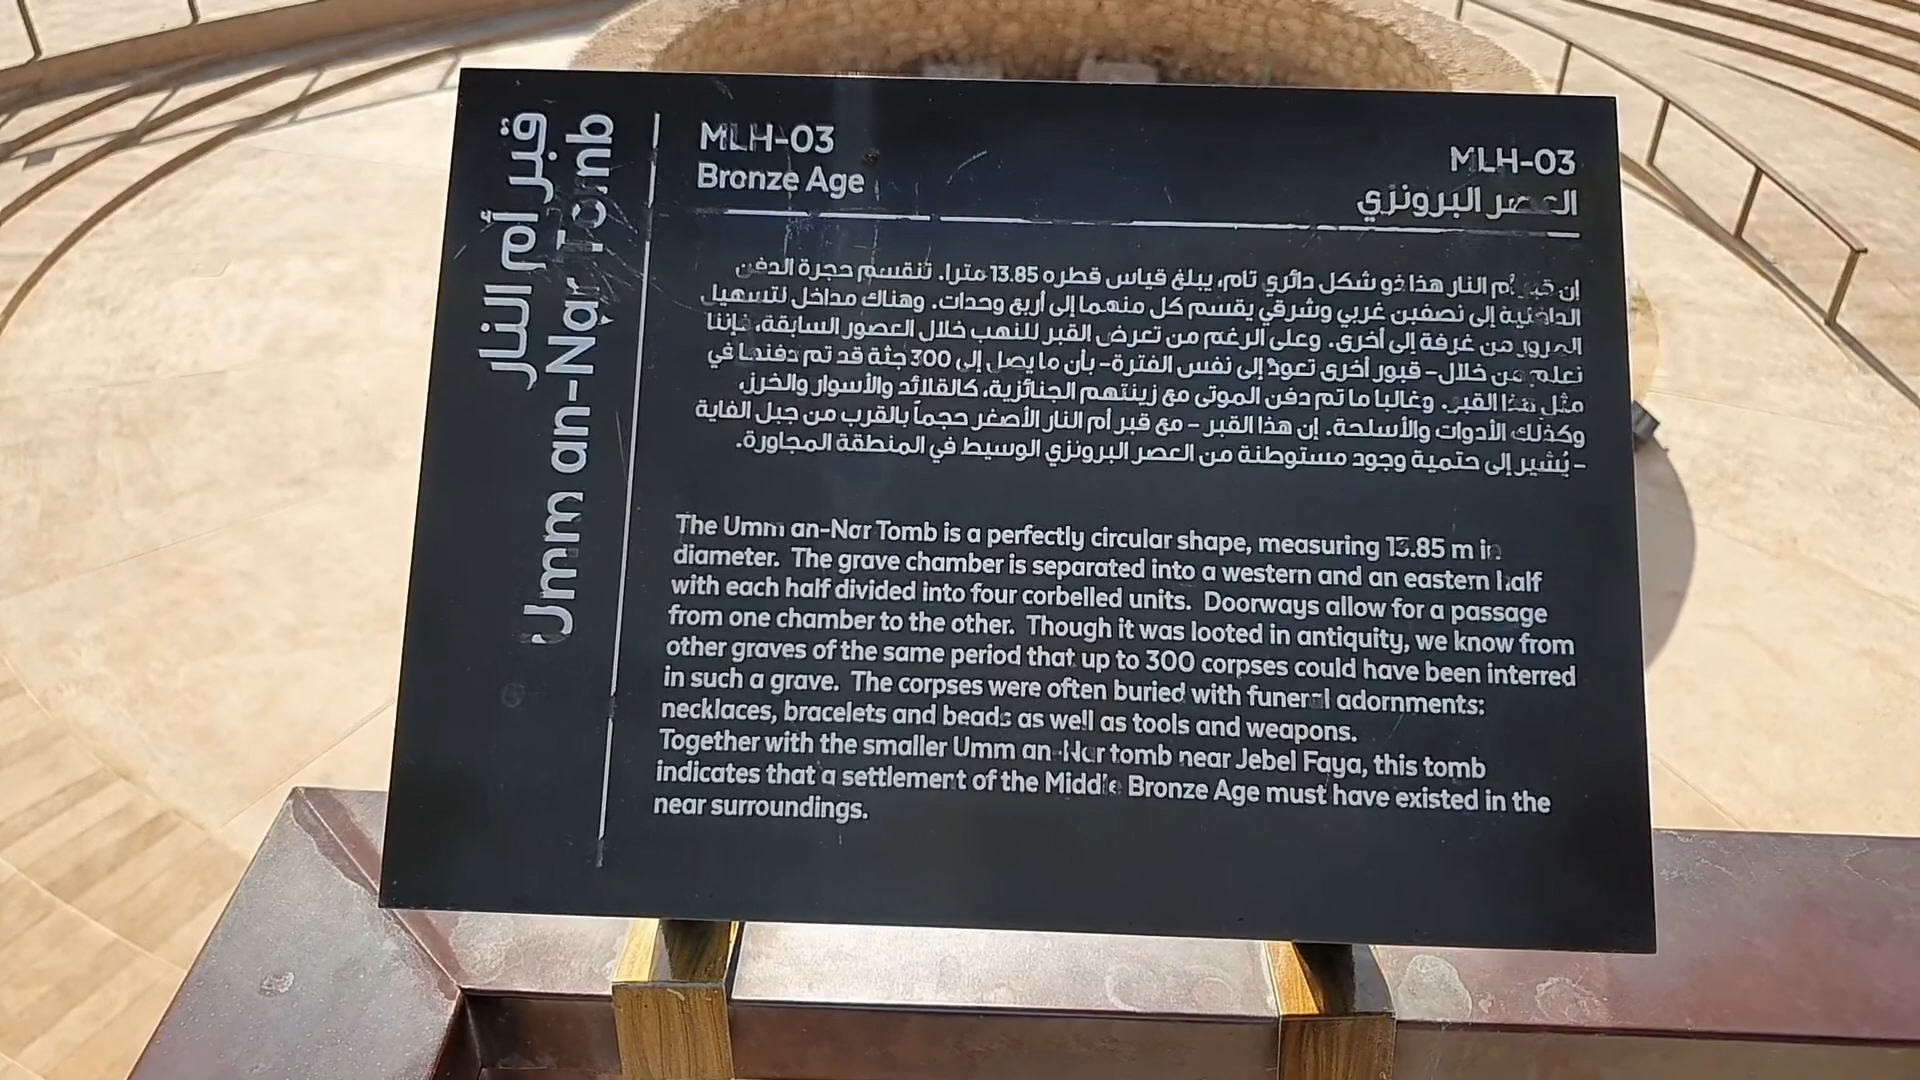 قبر أم النار
Umm an-Nar Tomb
MLH-03
Bronze Age
MLH-03
العصر البرونزي
إن قبر أم النار هذا ذو شكل دائري تام، يبلغ قياس قطره 13.85 مترا. تنقسم حجرة الدفن
الداخلية إلى نصفين غربي وشرقي يقسم كل منهما إلى أربع وحدات. وهناك مداخل لتسهيل
المرور من غرفة إلى أخرى. وعلى الرغم من تعرض القبر للنهب خلال العصور السابقة، فإننا
نعلم من خلال- قبور أخرى تعود إلى نفس الفترة- بأن ما يصل إلى 300 جثة قد تم دفنها في
مثل هذا القبر. وغالبا ما تم دفن الموتى مع زينتهم الجنائزية، كالقلائد والأسوار والخرز،
وكذلك الأدوات والأسلحة. إن هذا القبر - مع قبر أم النار الأصغر حجماً بالقرب من جبل الفاية
- يُشير إلى حتمية وجود مستوطنة من العصر البرونزي الوسيط في المنطقة المجاورة.
The Umm an-Nar Tomb is a perfectly circular shape, measuring 13.85 m in
diameter. The grave chamber is separated into a western and an eastern half
with each half divided into four corbelled units. Doorways allow for a passage
from one chamber to the other. Though it was looted in antiquity, we know from
other graves of the same period that up to 300 corpses could have been interred
in such a grave. The corpses were often buried with funeral adornments:
necklaces, bracelets and beads as well as tools and weapons.
Together with the smaller Umm an-Nar tomb near Jebel Faya, this tomb
indicates that a settlement of the Middle Bronze Age must have existed in the
near surroundings.